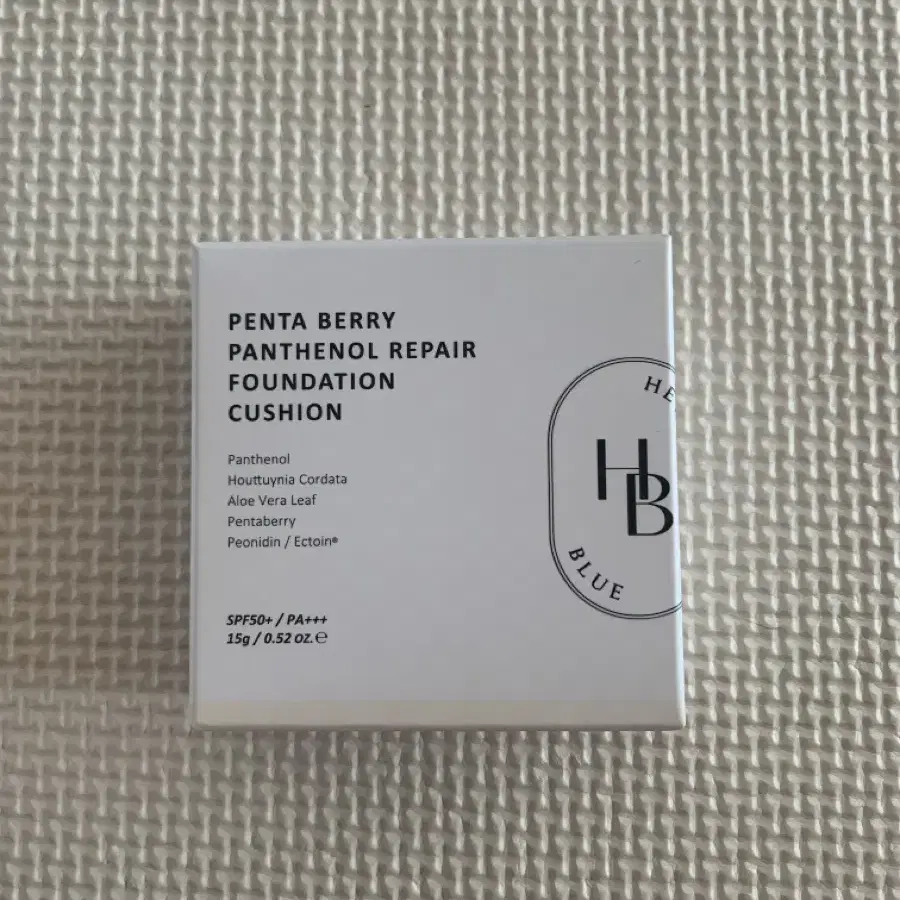 PENTA BERRY
PANTHENOL REPAIR
FOUNDATION
CUSHION
Panthenol
Houttuynia Cordata
Aloe Vera Leaf
Pentaberry
Peonidin / Ectoin®
SPF50+ / PA+++
15g / 0.52 oz. ℮
HB
BLUE